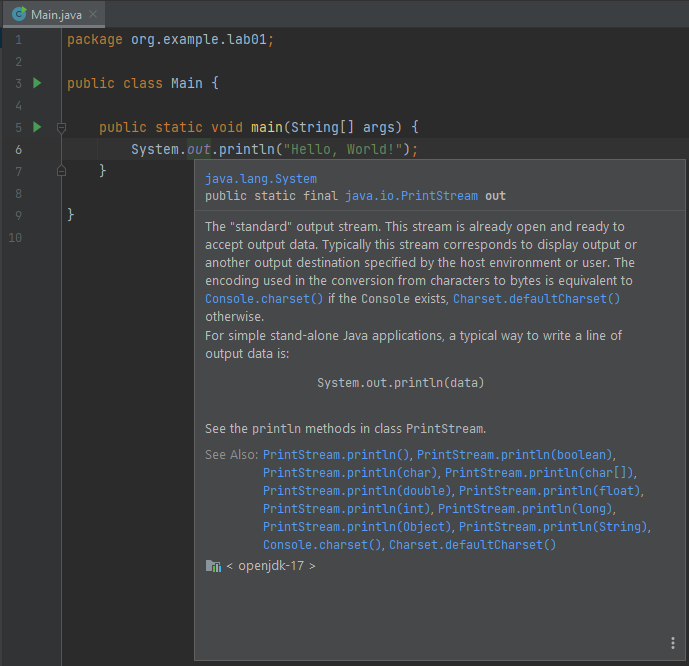 Main.java
1 package org.example.lab01;
2
3 public class Main {
4
5 public static void main(String[] args) {
6 System.out.println("Hello, World!");
7 }
8
9 }
10
java.lang.System
public static final java.io.PrintStream out
The "standard" output stream. This stream is already open and ready to
accept output data. Typically this stream corresponds to display output or
another output destination specified by the host environment or user. The
encoding used in the conversion from characters to bytes is equivalent to
Console.charset() if the Console exists, Charset.defaultCharset()
otherwise.
For simple stand-alone Java applications, a typical way to write a line of
output data is:
System.out.println(data)
See the println methods in class PrintStream.
See Also: PrintStream.println(), PrintStream.println(boolean),
PrintStream.println(char), PrintStream.println(char[]),
PrintStream.println(double), PrintStream.println(float),
PrintStream.println(int), PrintStream.println(long),
PrintStream.println(Object), PrintStream.println(String),
Console.charset(), Charset.defaultCharset()
< openjdk-17 >